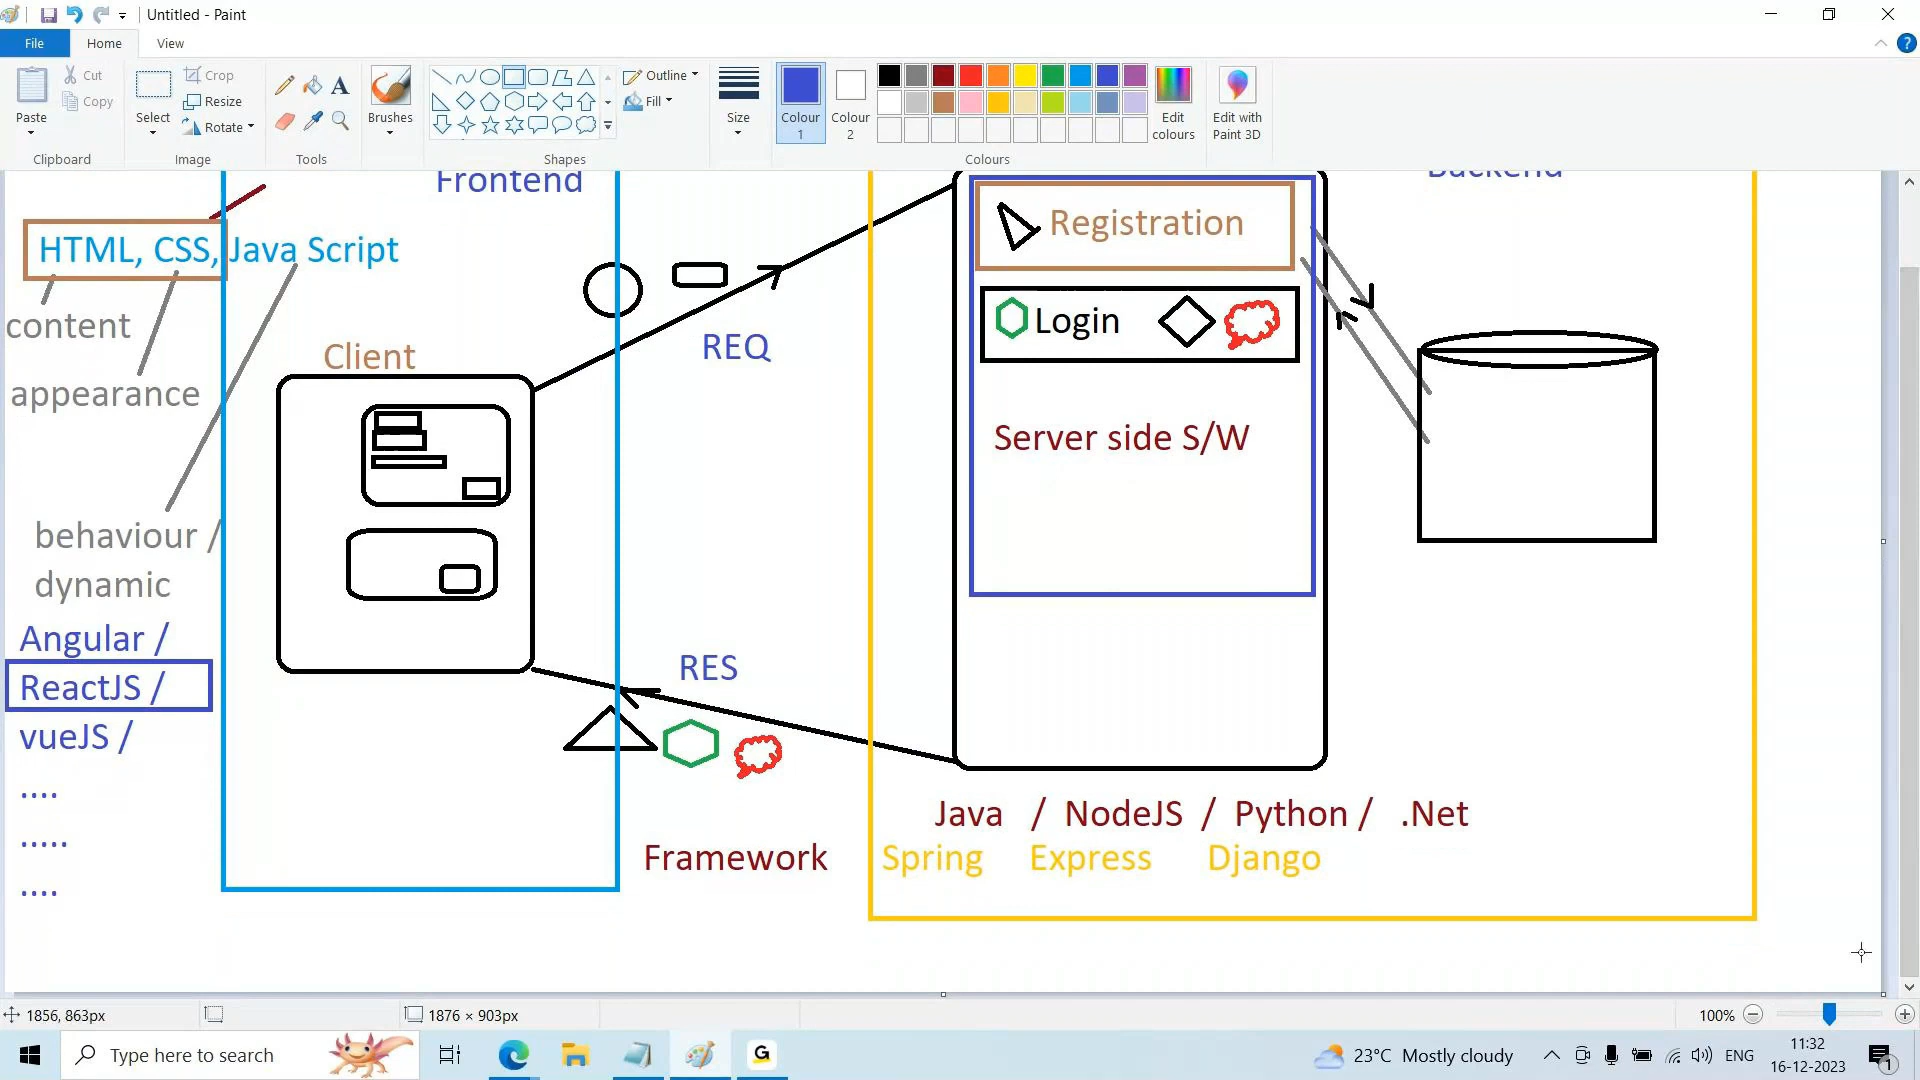 Untitled - Paint
File Home View
Paste
Cut
Copy
Clipboard
Select
Crop
Resize
Rotate
Image
Tools
Brushes
Shapes
Outline
Fill
Size
Colour 1
Colour 2
Colours
Edit colours
Edit with Paint 3D
Frontend
Backend
HTML, CSS, Java Script
content
appearance
behaviour /
dynamic
Angular /
ReactJS /
vueJS /
....
.....
....
Client
REQ
RES
Registration
Login
Server side S/W
Java / NodeJS / Python / .Net
Framework Spring Express Django
1856, 863px
1876 × 903px
100%
Type here to search
G
23°C Mostly cloudy
ENG
11:32
16-12-2023
1